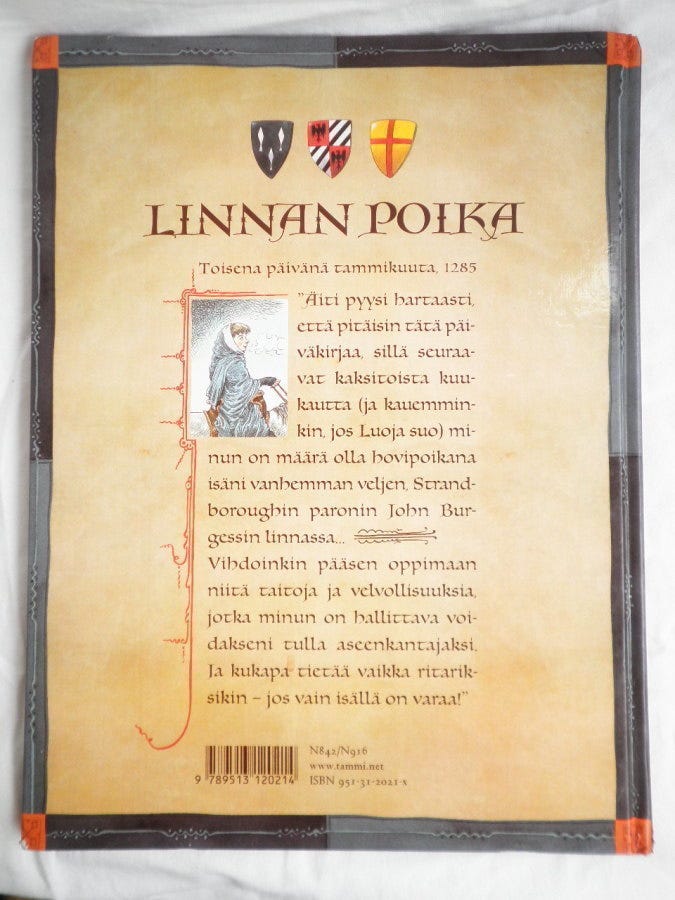 LINNAN POIKA
Toisena päivänä tammikuuta, 1285
"Äiti pyysi hartaasti,
että pitäisin tätä päi-
väkirjaa, sillä seuraa-
vat kaksitoista kuu-
kautta (ja kauemmin-
kin, jos Luoja suo) mi-
nun on määrä olla hovipoikana
isäni vanhemman veljen, Strand-
boroughin paronin John Bur-
gessin linnassa...
Vihdoinkin pääsen oppimaan
niitä taitoja ja velvollisuuksia,
jotka minun on hallittava voi-
dakseni tulla aseenkantajaksi.
Ja kukapa tietää vaikka ritarik-
sikin – jos vain isällä on varaa!"
N842/N916
www.tammi.net
ISBN 951-31-2021-x
9 789513 120214